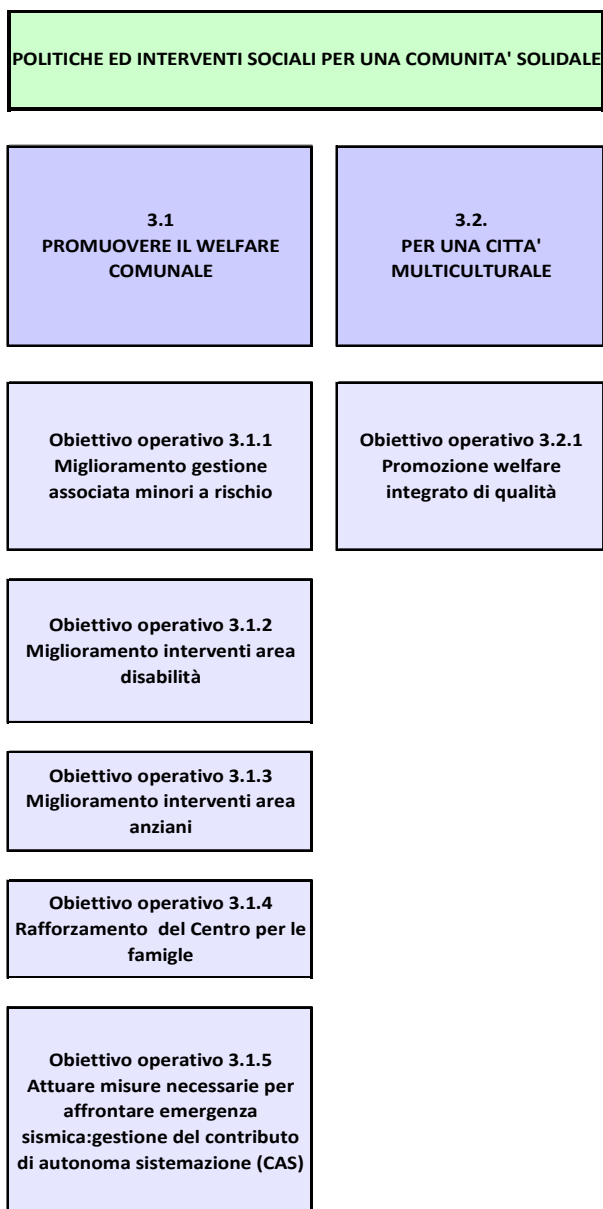 POLITICHE ED INTERVENTI SOCIALI PER UNA COMUNITA' SOLIDALE
3.1
PROMUOVERE IL WELFARE
COMUNALE
3.2.
PER UNA CITTA'
MULTICULTURALE
Obiettivo operativo 3.1.1
Miglioramento gestione
associata minori a rischio
Obiettivo operativo 3.2.1
Promozione welfare
integrato di qualità
Obiettivo operativo 3.1.2
Miglioramento interventi area
disabilità
Obiettivo operativo 3.1.3
Miglioramento interventi area
anziani
Obiettivo operativo 3.1.4
Rafforzamento del Centro per le
famigle
Obiettivo operativo 3.1.5
Attuare misure necessarie per
affrontare emergenza
sismica:gestione del contributo
di autonoma sistemazione (CAS)